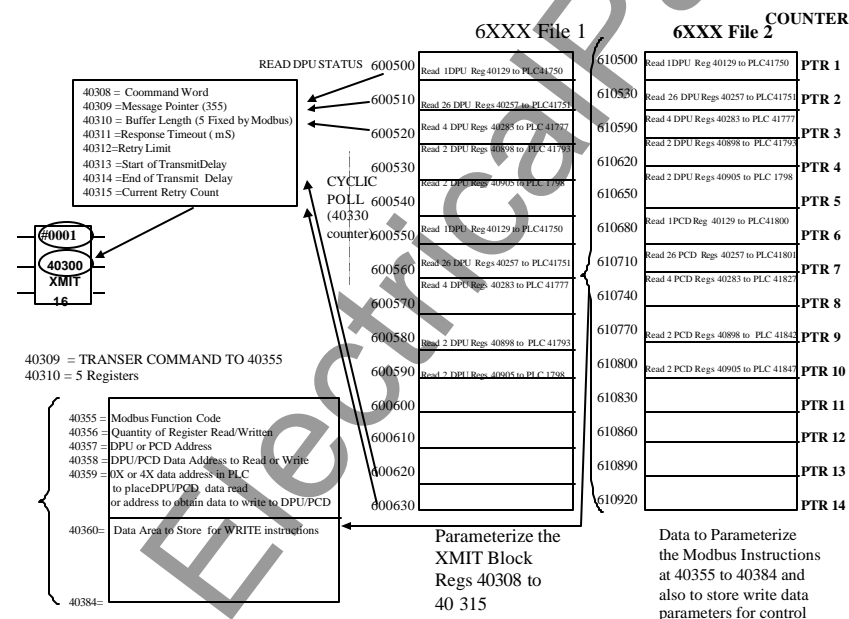 COUNTER
6XXX File 1
6XXX File 2
READ DPU STATUS
40308 = Coommand Word
40309 =Message Pointer (355)
40310 = Buffer Length (5 Fixed by Modbus)
40311 =Response Timeout ( mS)
40312=Retry Limit
40313 =Start of TransmitDelay
40314 =End of Transmit Delay
40315 =Current Retry Count
#0001
40300
XMIT
16
CYCLIC
POLL
(40330
counter)
600500
Read 1DPU Reg 40129 to PLC41750
600510
Read 26 DPU Regs 40257 to PLC41751
600520
Read 4 DPU Regs 40283 to PLC 41777
Read 2 DPU Regs 40898 to PLC 41793
600530
Read 2 DPU Regs 40905 to PLC 1798
600540
Read 1DPU Reg 40129 to PLC41750
600550
Read 26 DPU Regs 40257 to PLC41751
600560
Read 4 DPU Regs 40283 to PLC 41777
600570
600580
Read 2 DPU Regs 40898 to PLC 41793
600590
Read 2 DPU Regs 40905 to PLC 1798
600600
600610
600620
600630
610500
Read 1DPU Reg 40129 to PLC41750
PTR 1
610530
Read 26 DPU Regs 40257 to PLC41751
PTR 2
610590
Read 4 DPU Regs 40283 to PLC 41777
PTR 3
Read 2 DPU Regs 40898 to PLC 41793
610620
PTR 4
Read 2 DPU Regs 40905 to PLC 1798
610650
PTR 5
610680
Read 1PCD Reg 40129 to PLC41800
PTR 6
610710
Read 26 PCD Regs 40257 to PLC41801
PTR 7
Read 4 PCD Regs 40283 to PLC 41827
610740
PTR 8
610770
Read 2 PCD Regs 40898 to PLC 41842
PTR 9
610800
Read 2 PCD Regs 40905 to PLC 41847
PTR 10
610830
PTR 11
610860
PTR 12
610890
PTR 13
610920
PTR 14
40309 = TRANSER COMMAND TO 40355
40310 = 5 Registers
40355 = Modbus Function Code
40356 = Quantity of Register Read/Written
40357 = DPU or PCD Address
40358 = DPU/PCD Data Address to Read or Write
40359 = 0X or 4X data address in PLC
to placeDPU/PCD data read
or address to obtain data to write to DPU/PCD
40360= Data Area to Store for WRITE instructions
40384=
Parameterize the
XMIT Block
Regs 40308 to
40 315
Data to Parameterize
the Modbus Instructions
at 40355 to 40384 and
also to store write data
parameters for control
ElectricalPa